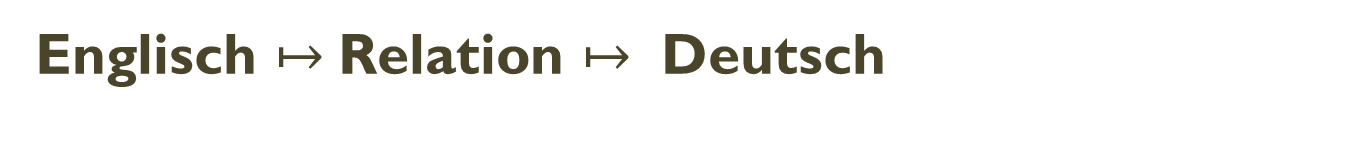 Englisch ↦ Relation ↦ Deutsch